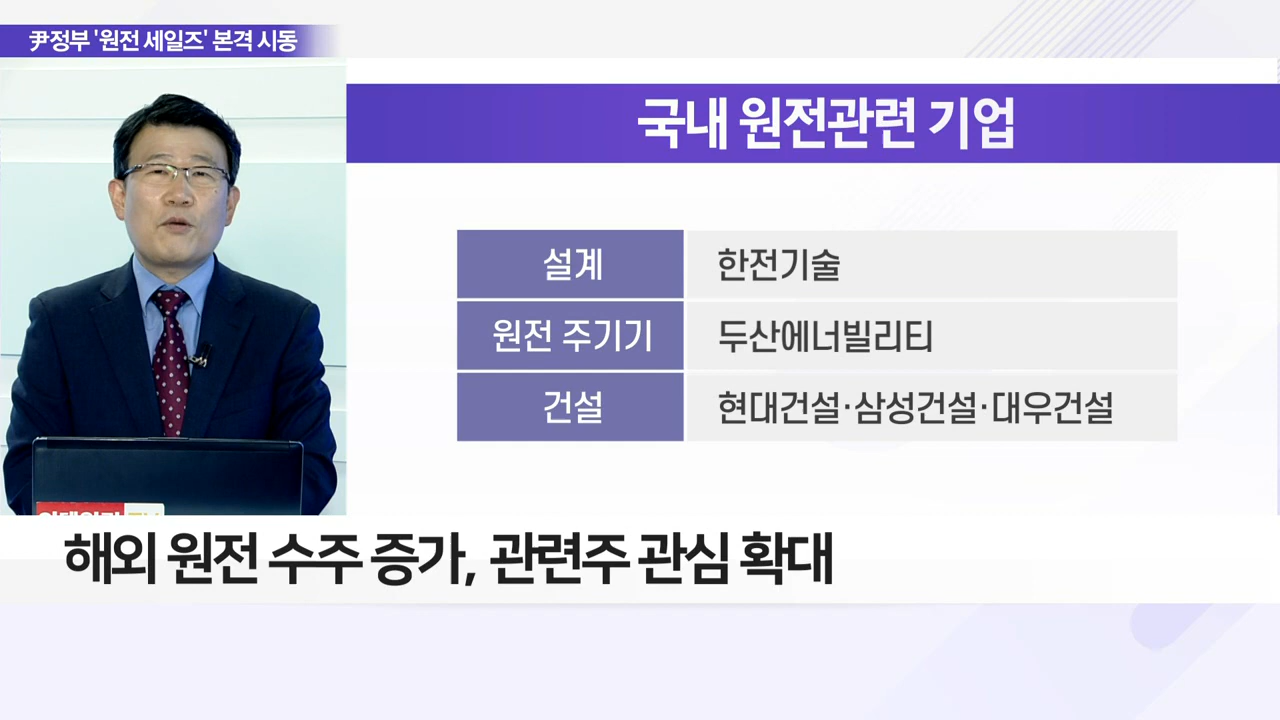 尹정부 '원전 세일즈' 본격 시동
국내 원전관련 기업
설계 한전기술
원전 주기기 두산에너빌리티
건설 현대건설·삼성건설·대우건설
해외 원전 수주 증가, 관련주 관심 확대